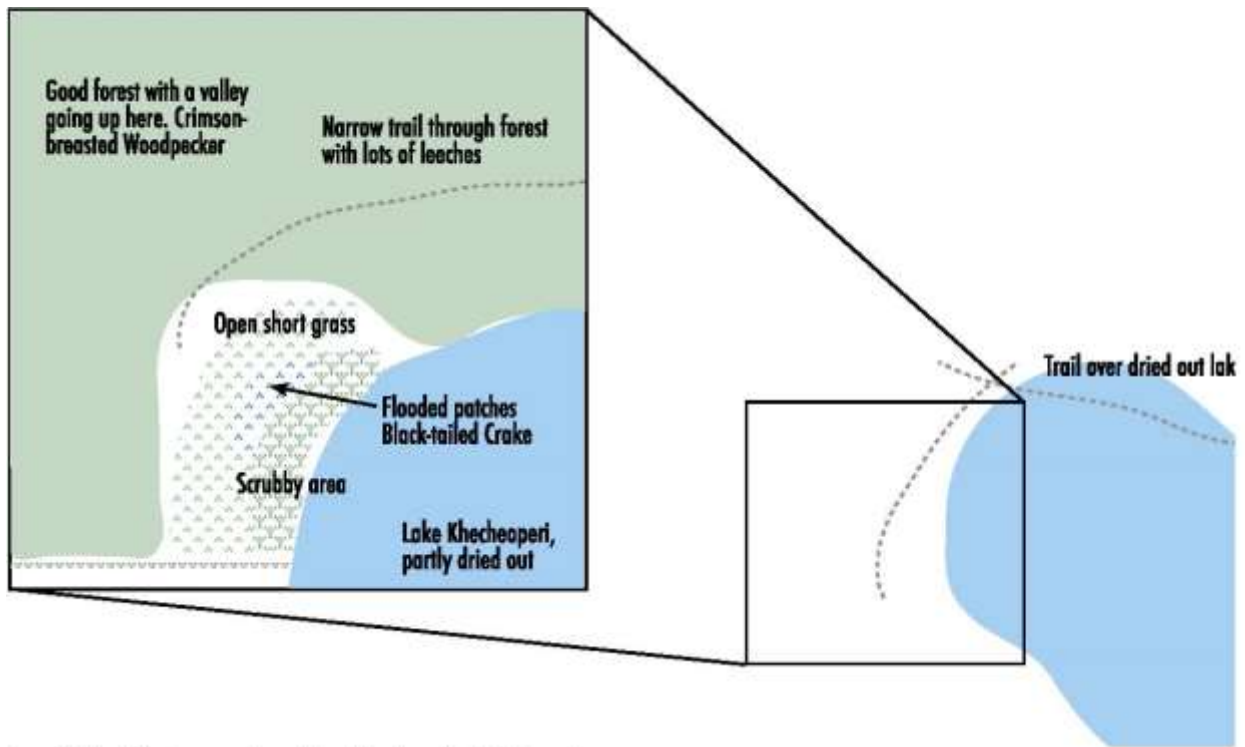 Good forest with a valley
going up here. Crimson-
breasted Woodpecker
Narrow trail through forest
with lots of leeches
Open short grass
Flooded patches
Black-tailed Crake
Scrubby area
Lake Khecheoperi,
partly dried out
Trail over dried out lak